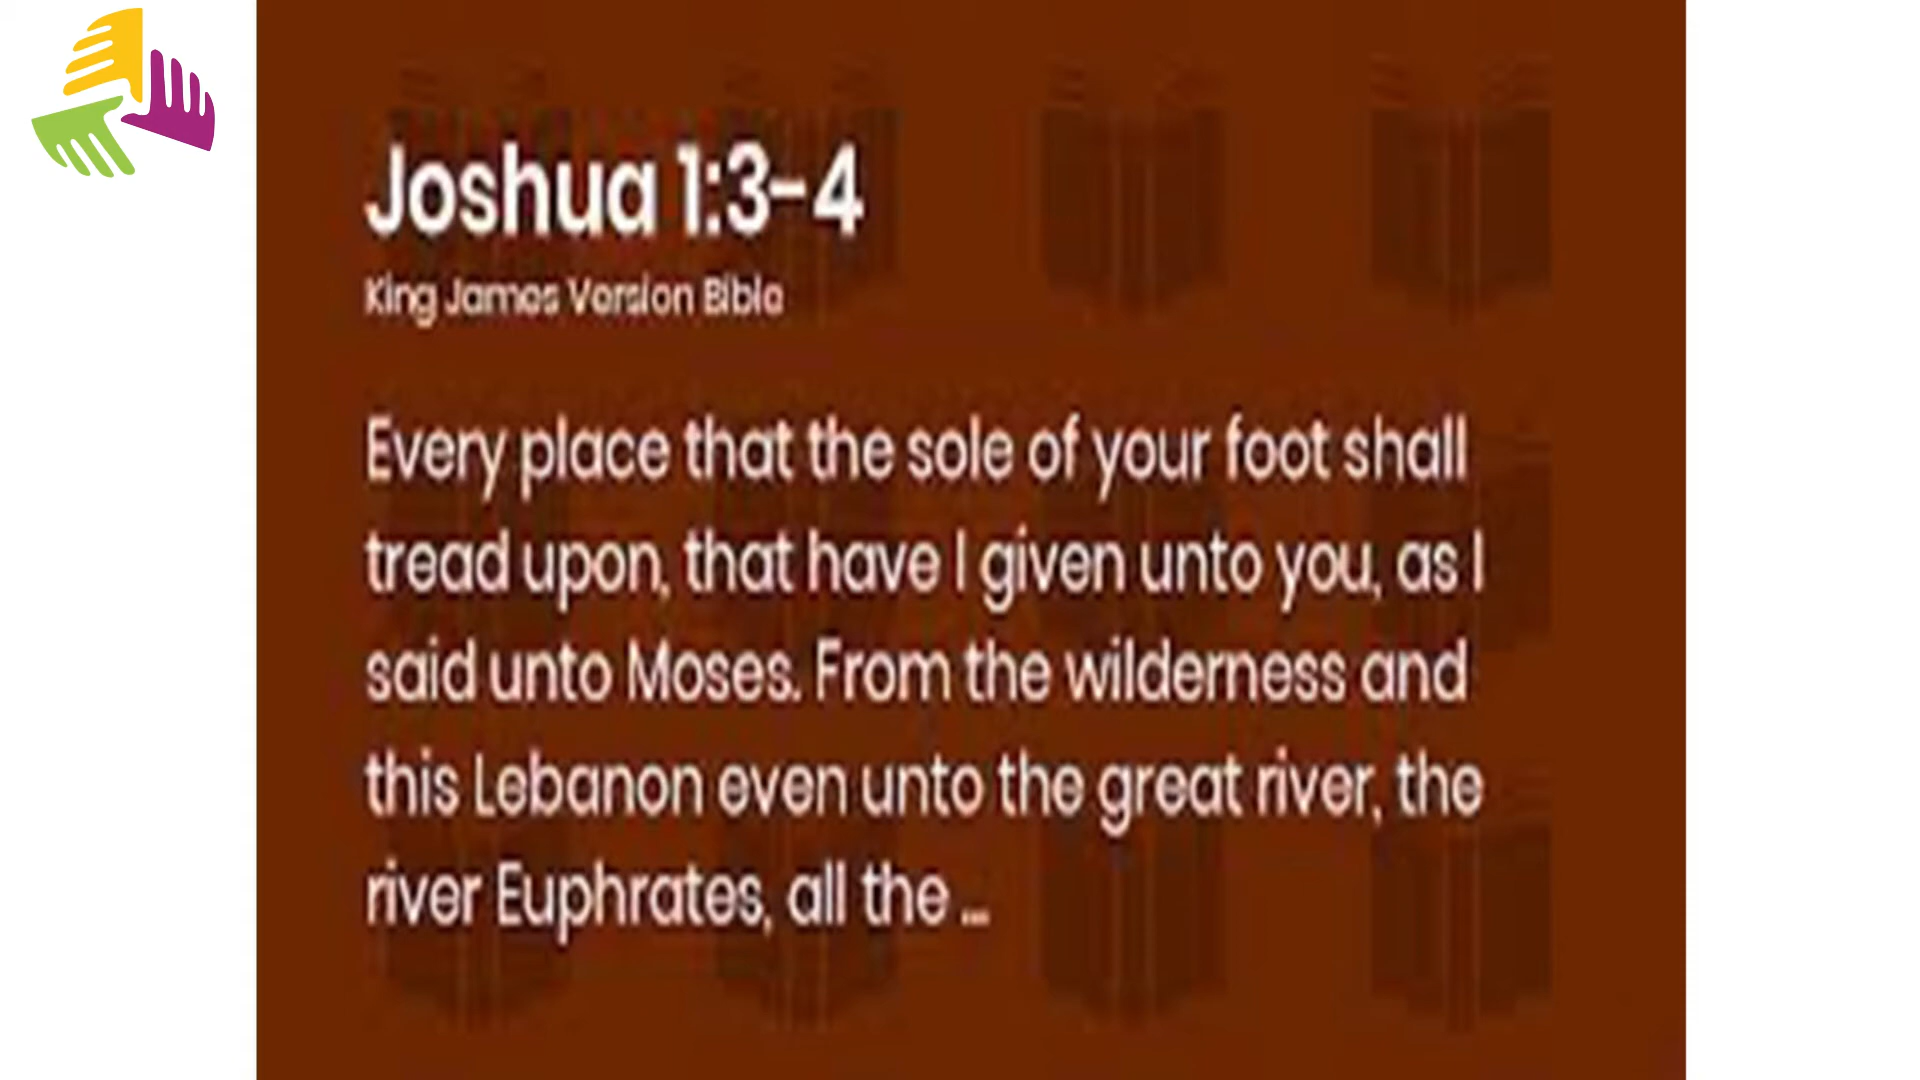 Joshua 1:3-4
King James Version Bible
Every place that the sole of your foot shall
tread upon, that have I given unto you, as I
said unto Moses. From the wilderness and
this Lebanon even unto the great river, the
river Euphrates, all the ...